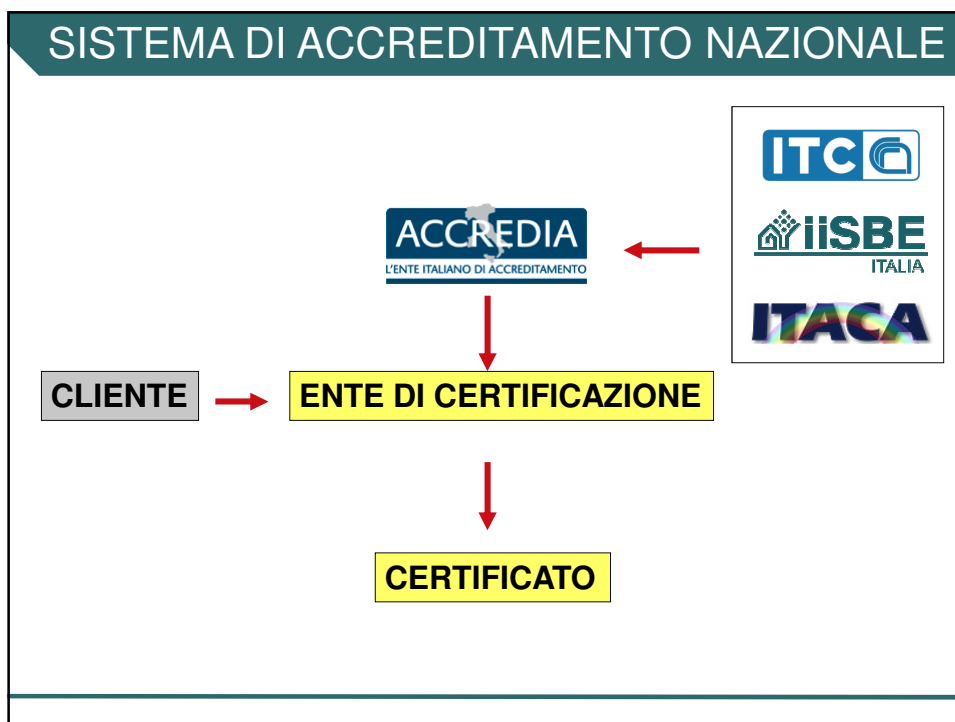 SISTEMA DI ACCREDITAMENTO NAZIONALE
ITC
iiSBE
ITALIA
ITACA
ACCREDIA
L'ENTE ITALIANO DI ACCREDITAMENTO
CLIENTE
ENTE DI CERTIFICAZIONE
CERTIFICATO